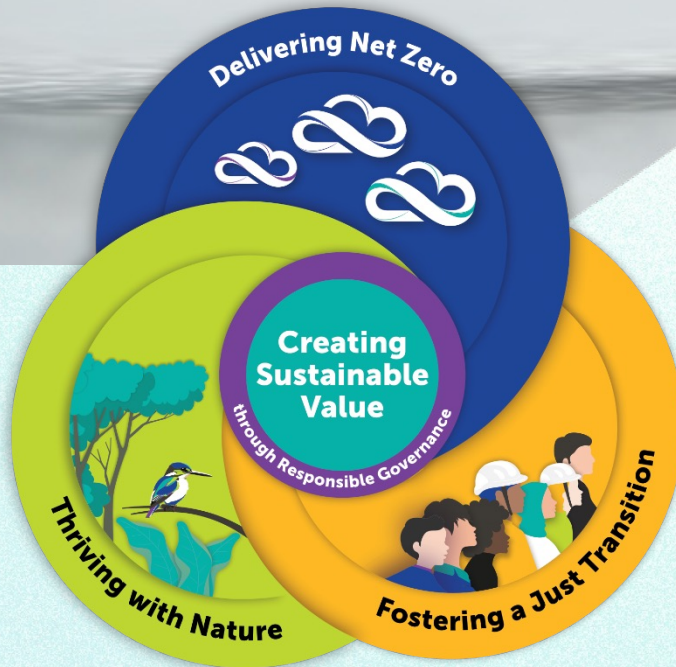 Delivering Net Zero
Creating
Sustainable
Value
through Responsible Governance
Thriving with Nature
Fostering a Just Transition